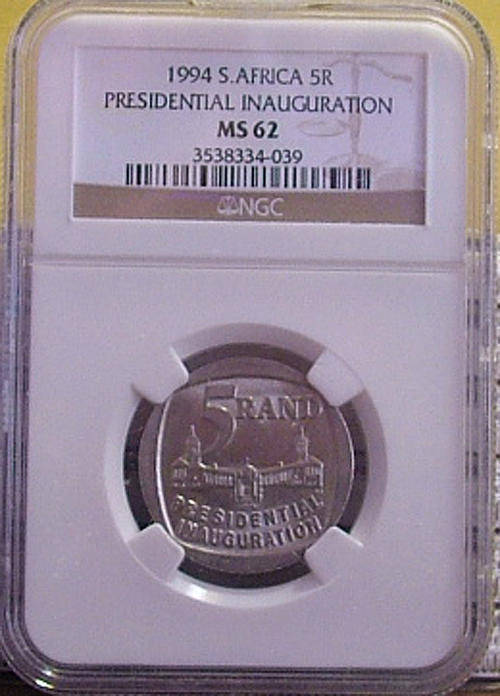 1994 S.AFRICA 5R
PRESIDENTIAL INAUGURATION
MS 62
3538334-039
NGC
5 RAND
PRESIDENTIAL
INAUGURATION